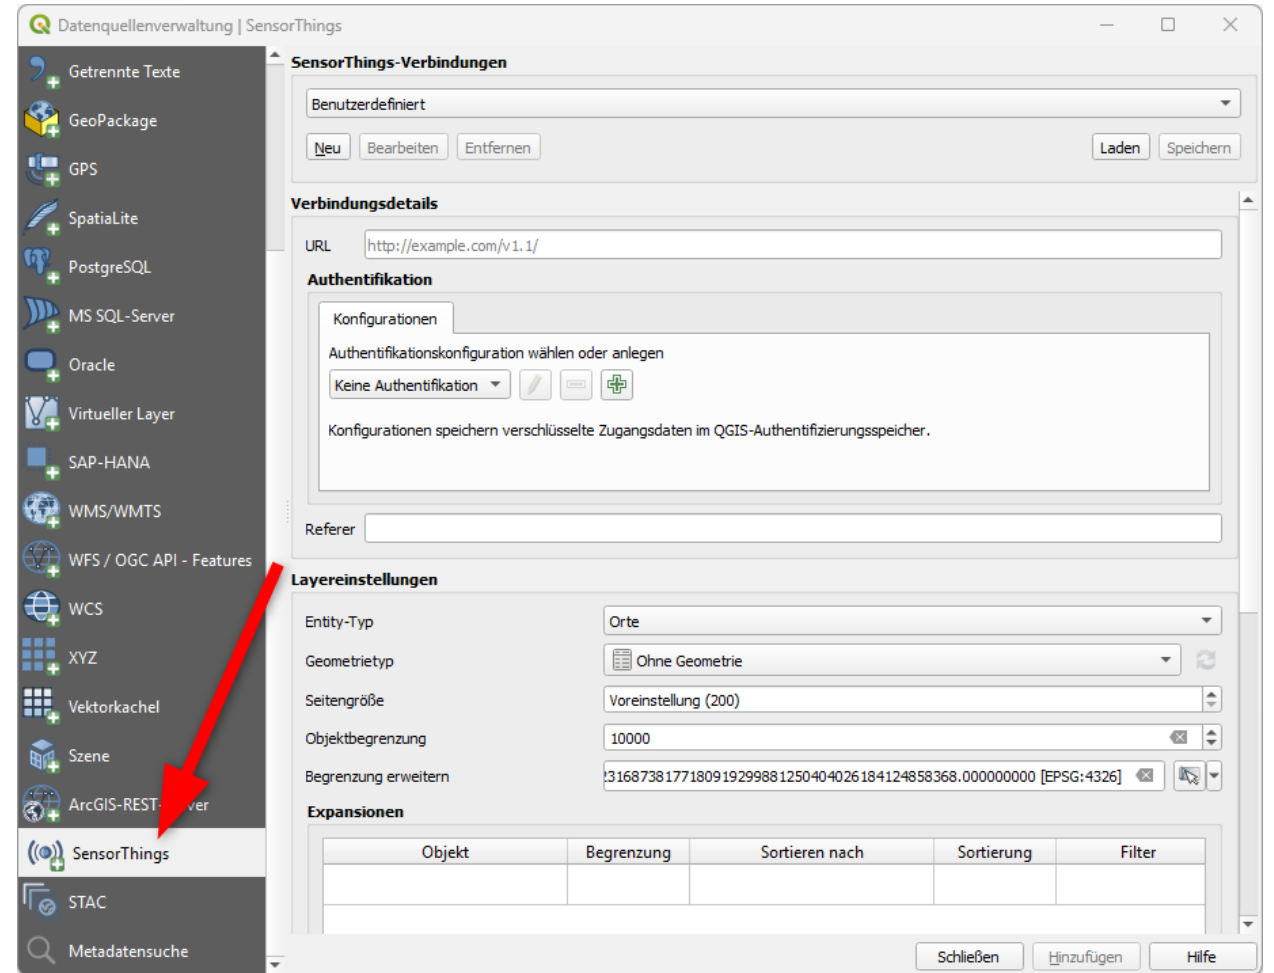 Datenquellenverwaltung | SensorThings
Getrennte Texte
GeoPackage
GPS
SpatiaLite
PostgreSQL
MS SQL-Server
Oracle
Virtueller Layer
SAP-HANA
WMS/WMTS
WFS / OGC API - Features
WCS
XYZ
Vektorkachel
Szene
ArcGIS-REST-
SensorThings
STAC
Metadatensuche
SensorThings-Verbindungen
Benutzerdefiniert
Neu Bearbeiten Entfernen Laden Speichern
Verbindungsdetails
URL http://example.com/v1.1/
Authentifikation
Konfigurationen
Authentifikationskonfiguration wählen oder anlegen
Keine Authentifikation
Konfigurationen speichern verschlüsselte Zugangsdaten im QGIS-Authentifizierungsspeicher.
Referer
Layereinstellungen
Entity-Typ Orte
Geometrietyp Ohne Geometrie
Seitengröße Voreinstellung (200)
Objektbegrenzung 10000
Begrenzung erweitern 2316873817718091929988125040402618412485836​8.000000000 [EPSG:4326]
Expansionen
Objekt Begrenzung Sortieren nach Sortierung Filter
Schließen Hinzufügen Hilfe